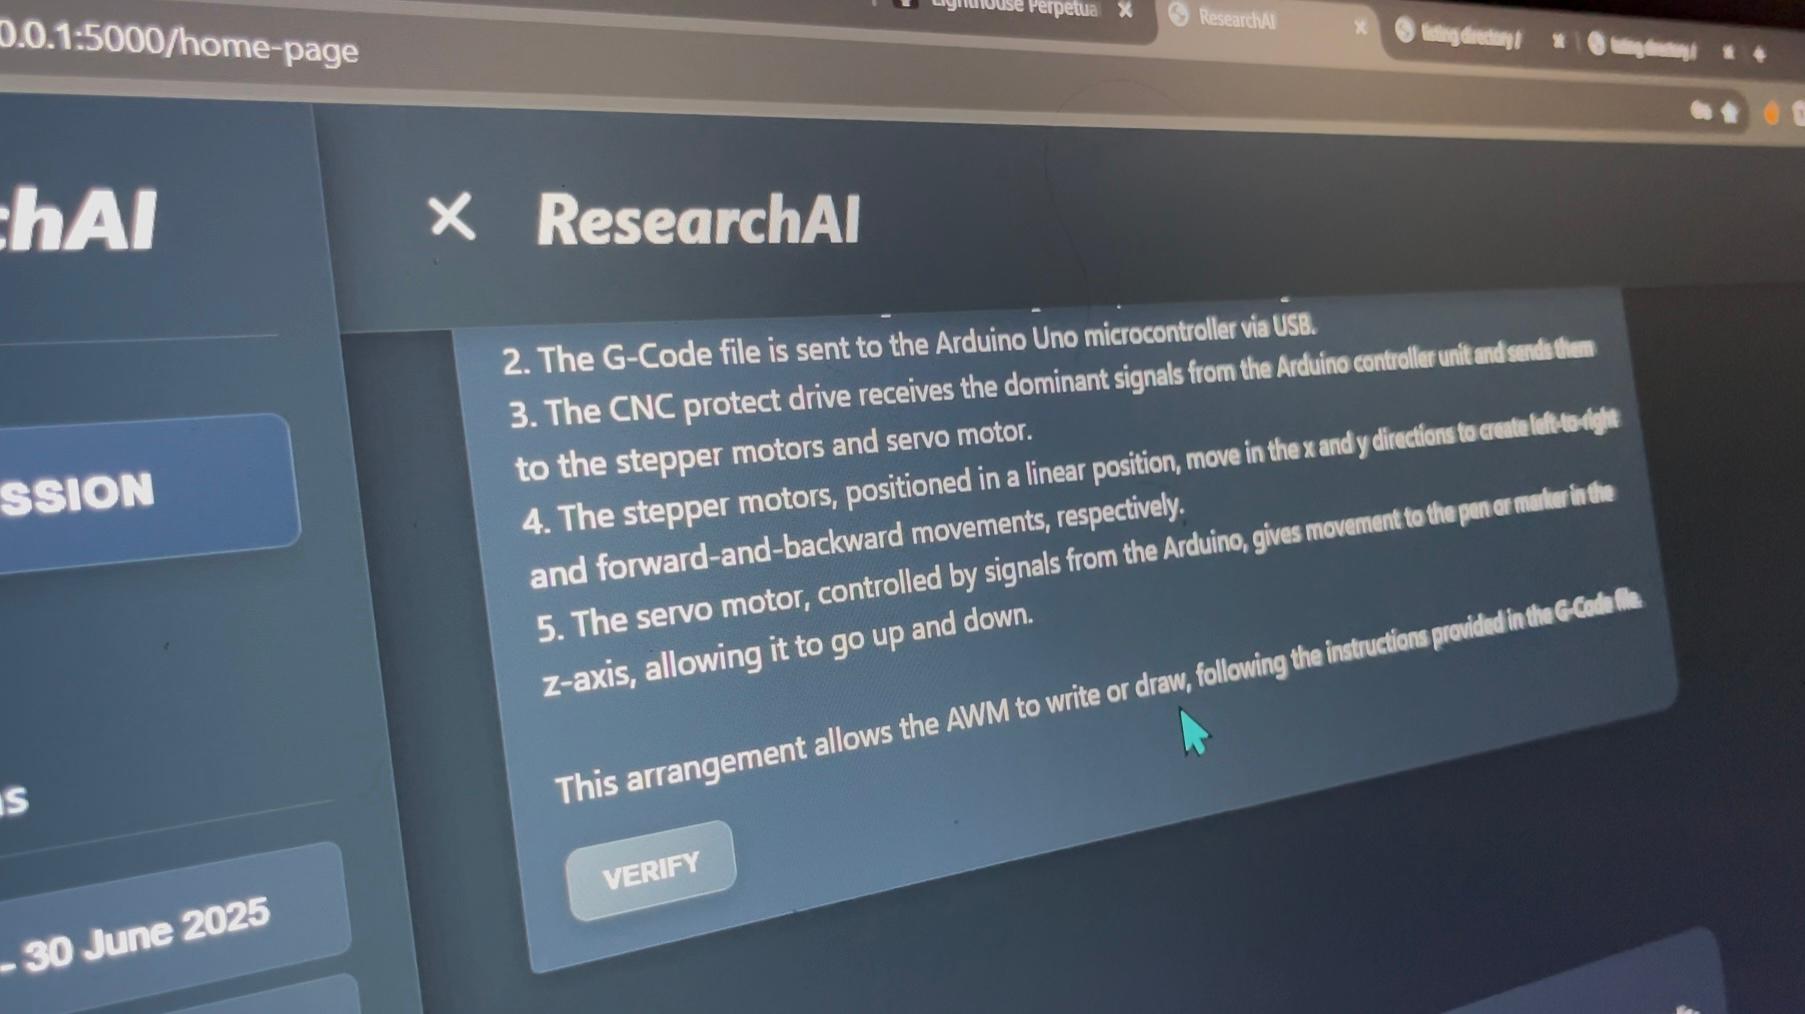 Lighthouse Perpetua
ResearchAI
listing directory /
listing directory /
0.0.1:5000/home-page
chAI
ResearchAI
2. The G-Code file is sent to the Arduino Uno microcontroller via USB.
3. The CNC protect drive receives the dominant signals from the Arduino controller unit and sends them
to the stepper motors and servo motor.
4. The stepper motors, positioned in a linear position, move in the x and y directions to create left-to-right
and forward-and-backward movements, respectively.
5. The servo motor, controlled by signals from the Arduino, gives movement to the pen or marker in the
z-axis, allowing it to go up and down.
This arrangement allows the AWM to write or draw, following the instructions provided in the G-Code file.
VERIFY
SSION
ns
- 30 June 2025